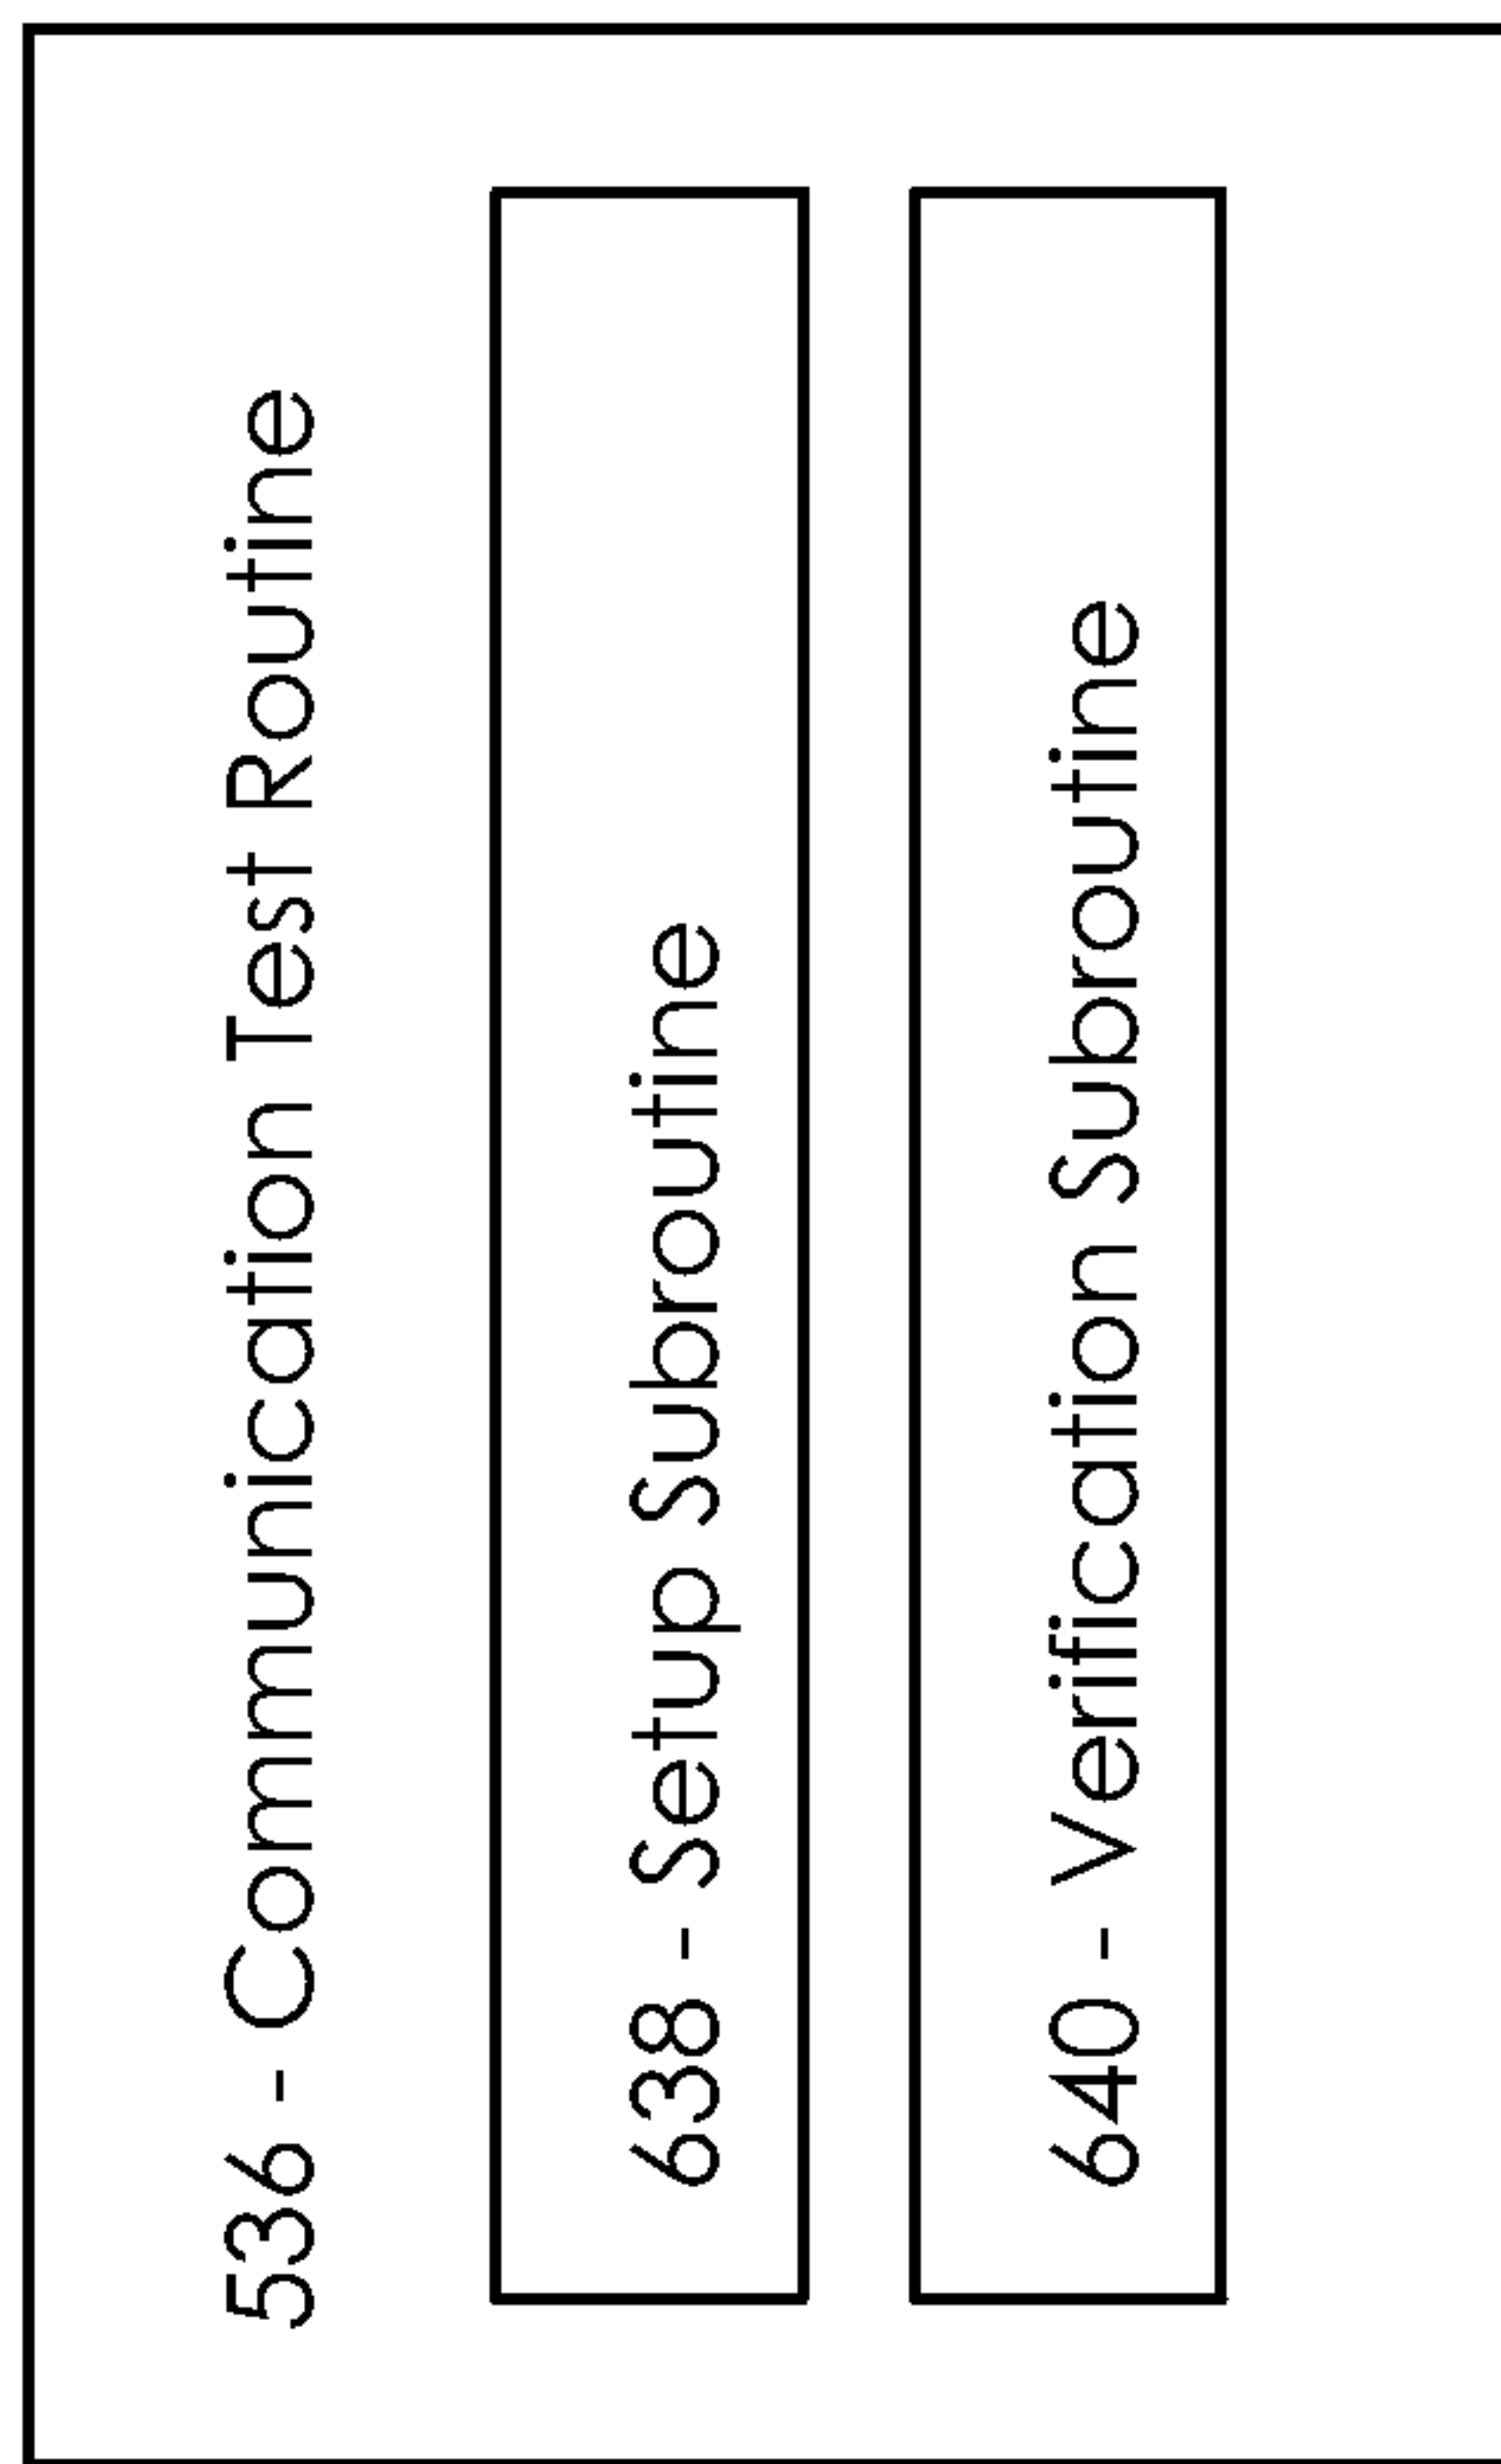 536 - Communication Test Routine
638 - Setup Subroutine
640 - Verification Subroutine